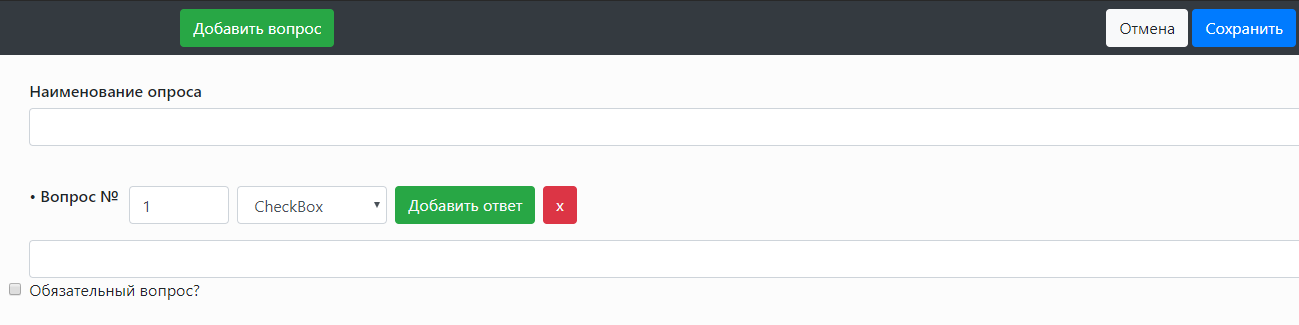 Добавить вопрос Отмена Сохранить
Наименование опроса
• Вопрос № 1 CheckBox Добавить ответ x
Обязательный вопрос?